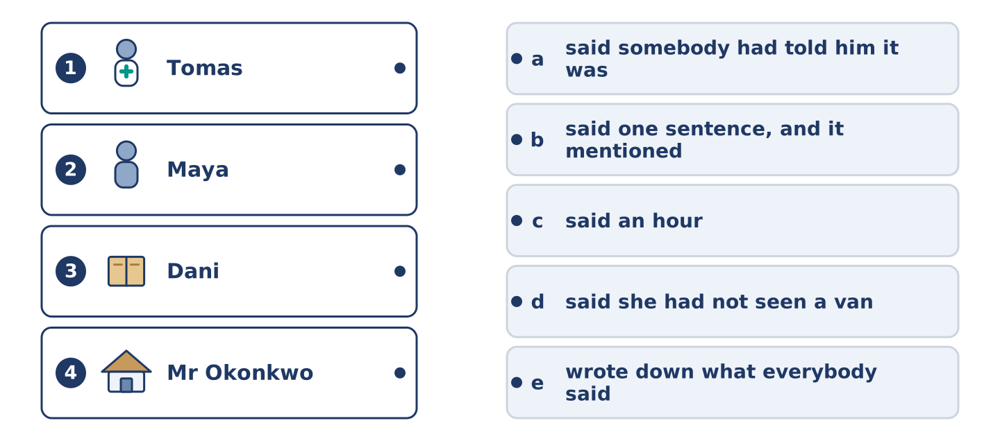 1 Tomas
2 Maya
3 Dani
4 Mr Okonkwo
a said somebody had told him it
was
b said one sentence, and it
mentioned
c said an hour
d said she had not seen a van
e wrote down what everybody
said